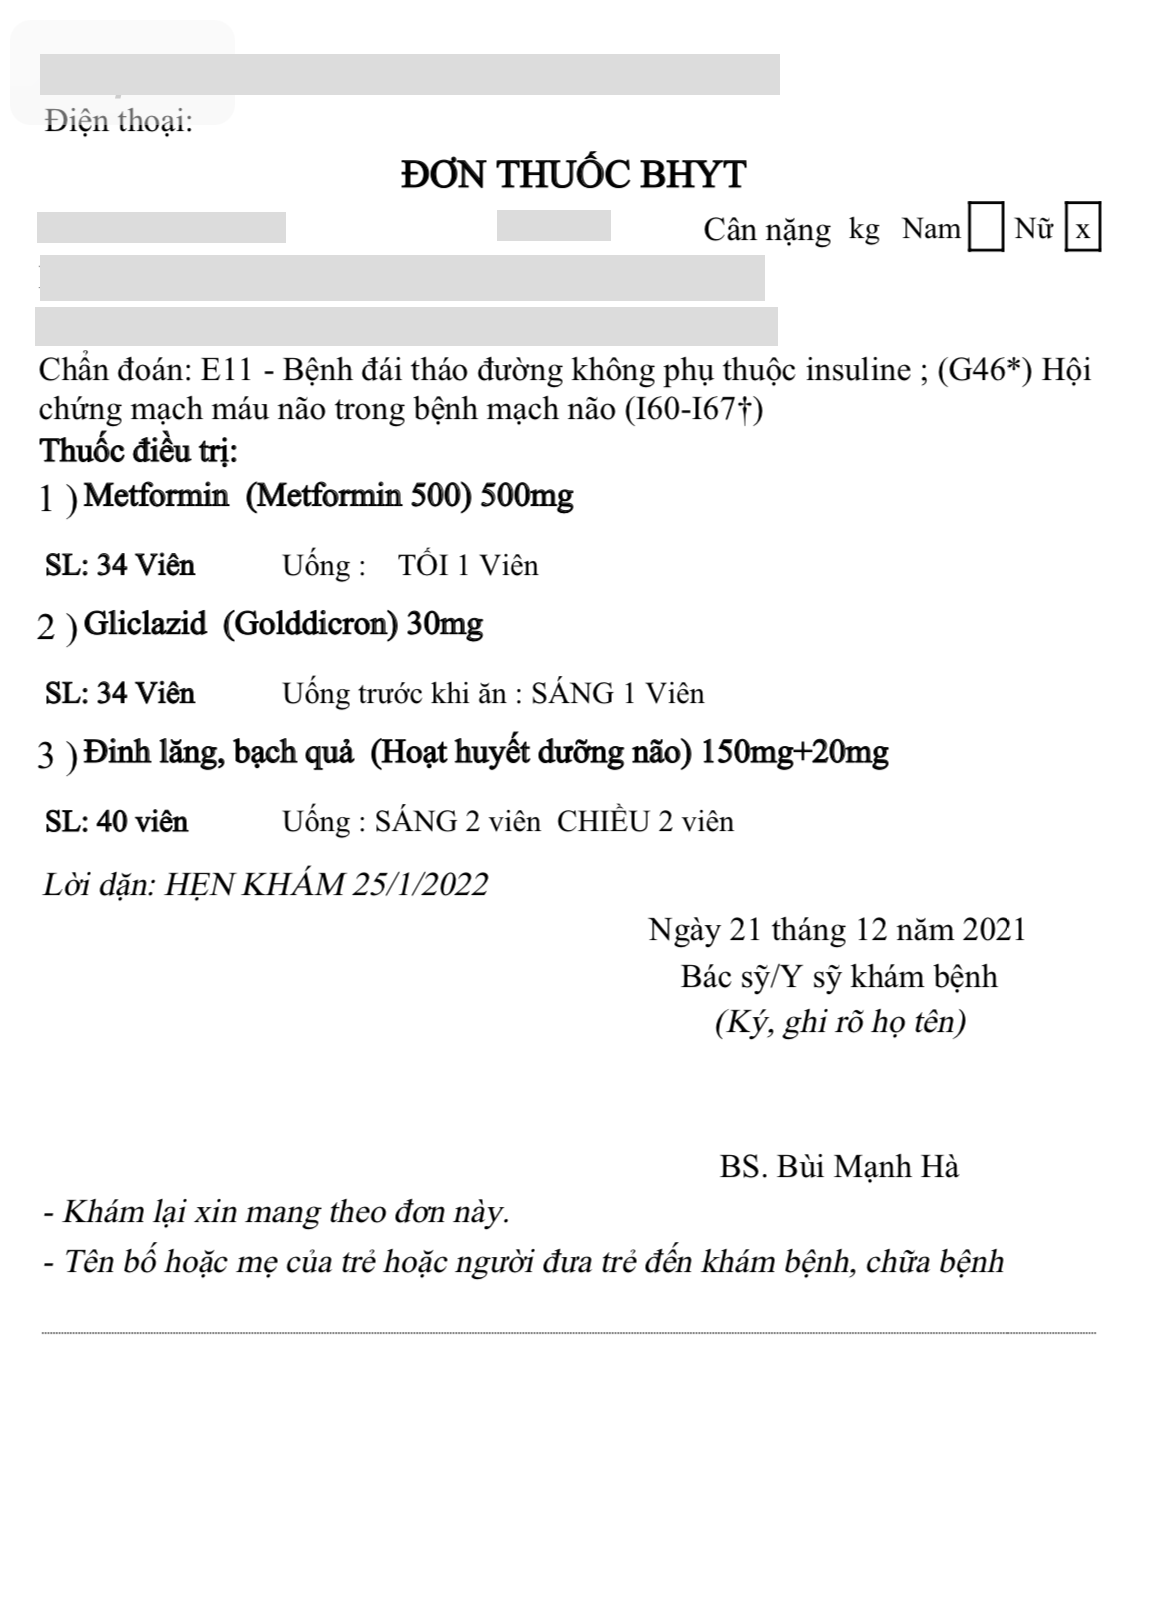 Điện thoại:
ĐƠN THUỐC BHYT
Cân nặng kg Nam Nữ x
Chẩn đoán: E11 - Bệnh đái tháo đường không phụ thuộc insuline ; (G46*) Hội
chứng mạch máu não trong bệnh mạch não (I60-I67†)
Thuốc điều trị:
1 ) Metformin (Metformin 500) 500mg
SL: 34 Viên Uống : TỐI 1 Viên
2 ) Gliclazid (Golddicron) 30mg
SL: 34 Viên Uống trước khi ăn : SÁNG 1 Viên
3 ) Đinh lăng, bạch quả (Hoạt huyết dưỡng não) 150mg+20mg
SL: 40 viên Uống : SÁNG 2 viên CHIỀU 2 viên
Lời dặn: HẸN KHÁM 25/1/2022
Ngày 21 tháng 12 năm 2021
Bác sỹ/Y sỹ khám bệnh
(Ký, ghi rõ họ tên)
BS. Bùi Mạnh Hà
- Khám lại xin mang theo đơn này.
- Tên bố hoặc mẹ của trẻ hoặc người đưa trẻ đến khám bệnh, chữa bệnh